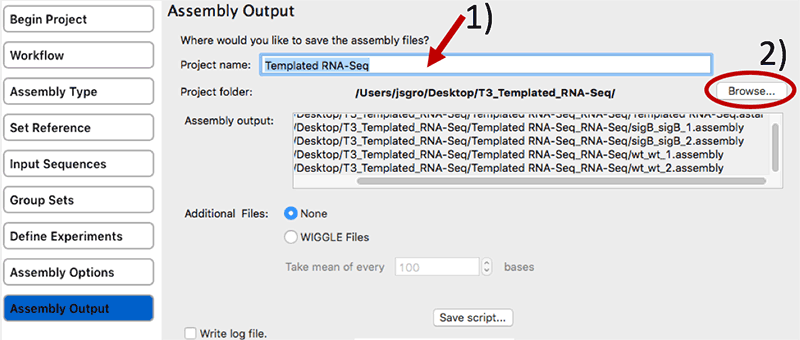 Begin Project
Workflow
Assembly Type
Set Reference
Input Sequences
Group Sets
Define Experiments
Assembly Options
Assembly Output
Assembly Output
1)
Where would you like to save the assembly files?
2)
Project name: Templated RNA-Seq
Project folder: /Users/jsgro/Desktop/T3_Templated_RNA-Seq/ Browse...
Assembly output: /Desktop/T3_Templated_RNA-Seq/Templated RNA-Seq.astar
/Desktop/T3_Templated_RNA-Seq/Templated RNA-Seq_RNA-Seq/sigB_sigB_1.assembly
/Desktop/T3_Templated_RNA-Seq/Templated RNA-Seq_RNA-Seq/sigB_sigB_2.assembly
/Desktop/T3_Templated_RNA-Seq/Templated RNA-Seq_RNA-Seq/wt_wt_1.assembly
/Desktop/T3_Templated_RNA-Seq/Templated RNA-Seq_RNA-Seq/wt_wt_2.assembly
Additional Files: None
WIGGLE Files
Take mean of every 100 bases
Save script...
Write log file.